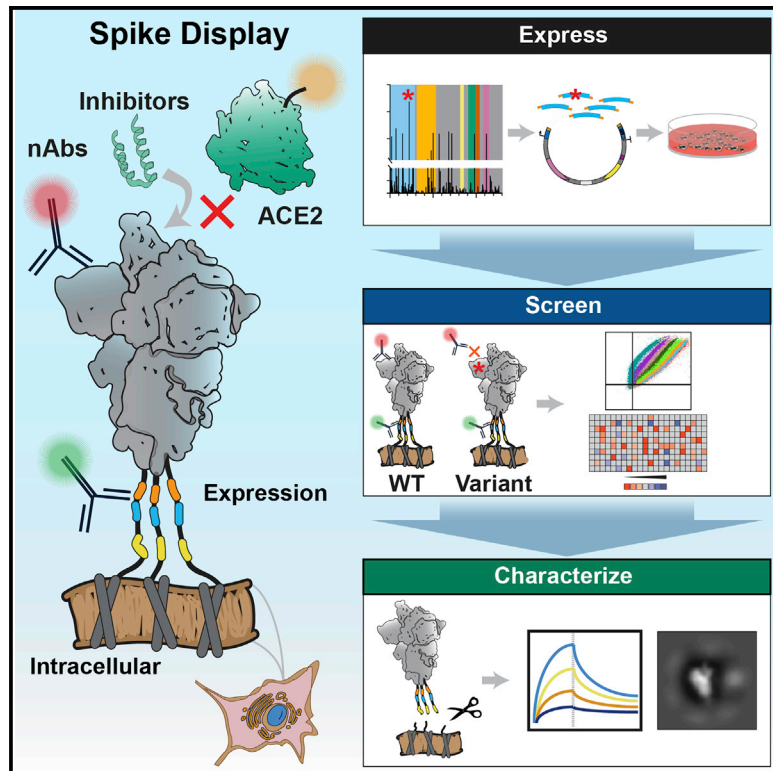 Spike Display
Inhibitors
nAbs
ACE2
Expression
Intracellular
Express
*
*
Screen
*
WT
Variant
Characterize